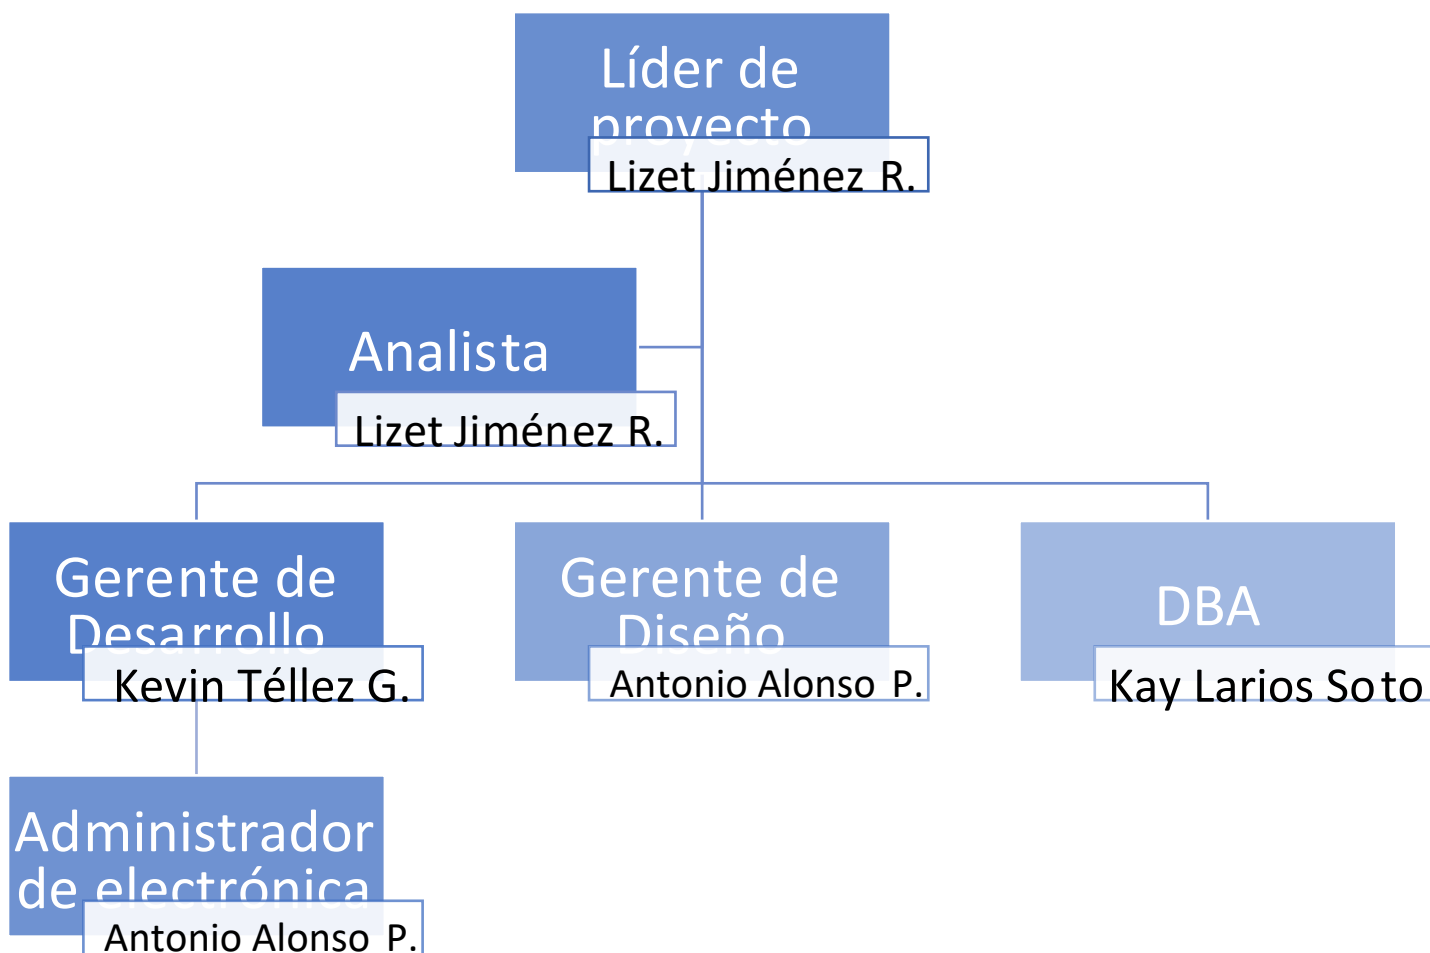 Líder de
proyecto
Lizet Jiménez R.
Analista
Lizet Jiménez R.
Gerente de
Desarrollo
Kevin Téllez G.
Gerente de
Diseño
Antonio Alonso P.
DBA
Kay Larios Soto
Administrador
de electrónica
Antonio Alonso P.